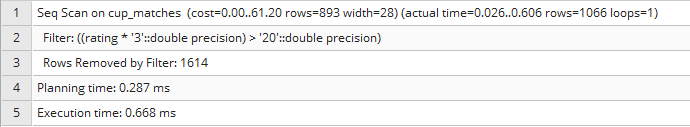 1 Seq Scan on cup_matches  (cost=0.00..61.20 rows=893 width=28) (actual time=0.026..0.606 rows=1066 loops=1)
2 Filter: ((rating * '3'::double precision) > '20'::double precision)
3 Rows Removed by Filter: 1614
4 Planning time: 0.287 ms
5 Execution time: 0.668 ms